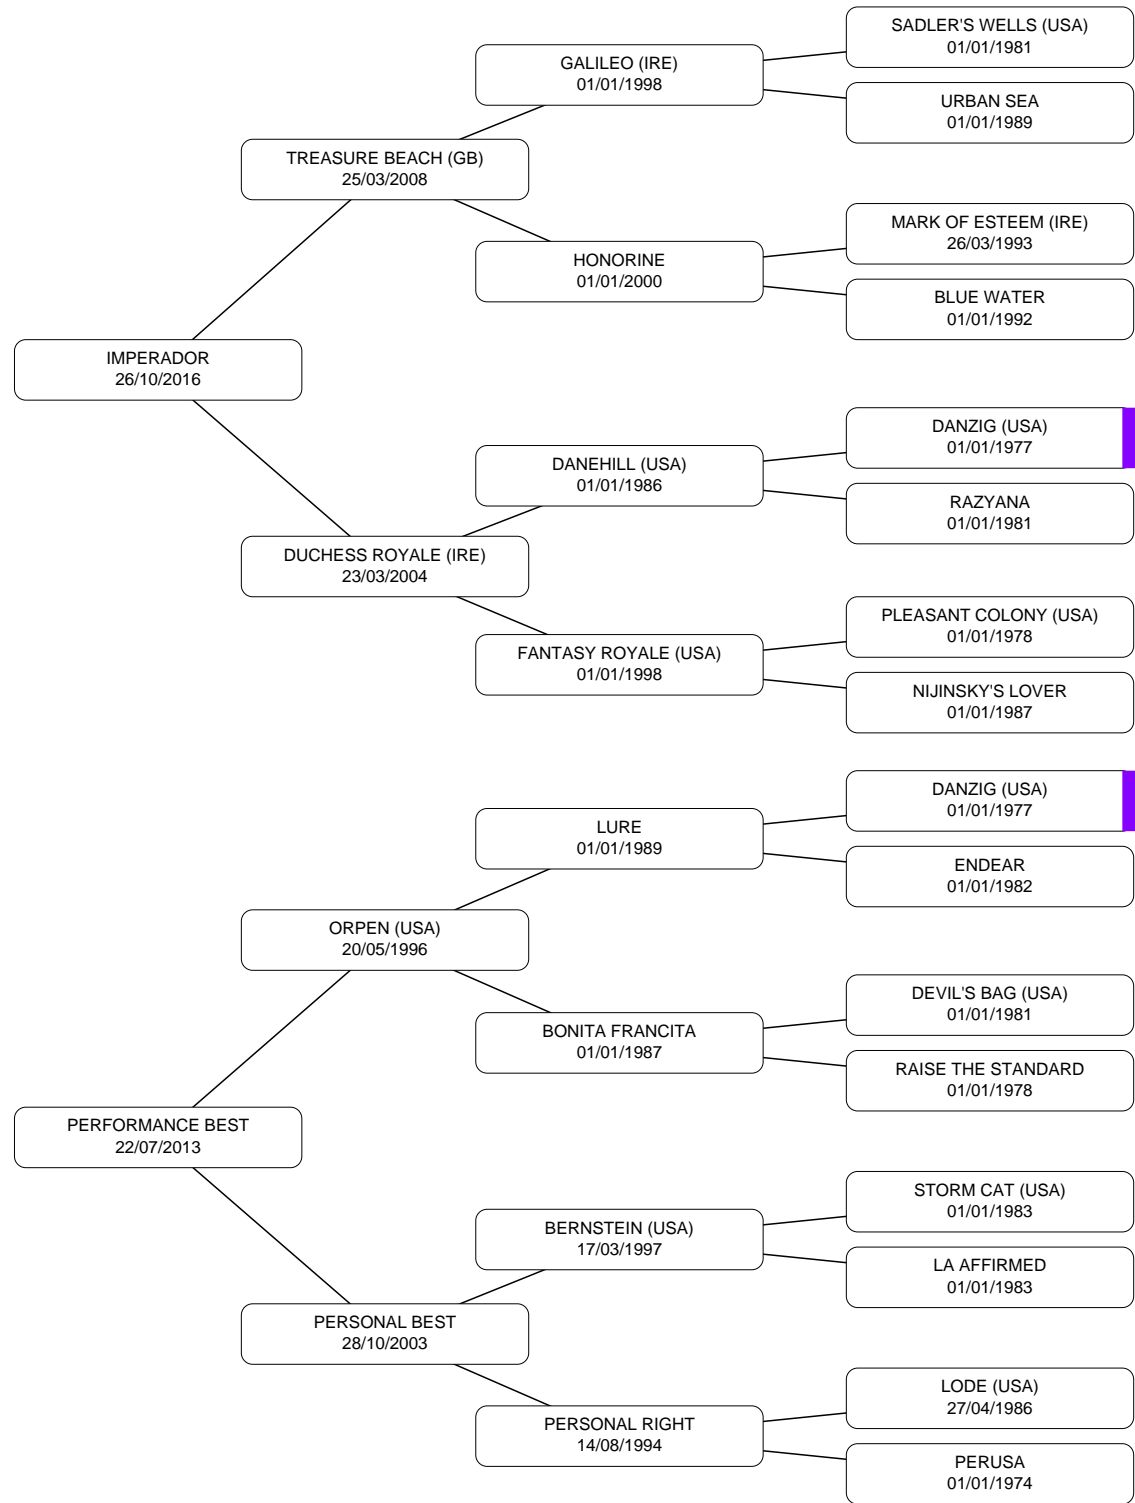 SADLER'S WELLS (USA)
01/01/1981
GALILEO (IRE)
01/01/1998
URBAN SEA
01/01/1989
TREASURE BEACH (GB)
25/03/2008
MARK OF ESTEEM (IRE)
26/03/1993
HONORINE
01/01/2000
BLUE WATER
01/01/1992
IMPERADOR
26/10/2016
DANZIG (USA)
01/01/1977
DANEHILL (USA)
01/01/1986
RAZYANA
01/01/1981
DUCHESS ROYALE (IRE)
23/03/2004
PLEASANT COLONY (USA)
01/01/1978
FANTASY ROYALE (USA)
01/01/1998
NIJINSKY'S LOVER
01/01/1987
DANZIG (USA)
01/01/1977
LURE
01/01/1989
ENDEAR
01/01/1982
ORPEN (USA)
20/05/1996
DEVIL'S BAG (USA)
01/01/1981
BONITA FRANCITA
01/01/1987
RAISE THE STANDARD
01/01/1978
PERFORMANCE BEST
22/07/2013
STORM CAT (USA)
01/01/1983
BERNSTEIN (USA)
17/03/1997
LA AFFIRMED
01/01/1983
PERSONAL BEST
28/10/2003
LODE (USA)
27/04/1986
PERSONAL RIGHT
14/08/1994
PERUSA
01/01/1974